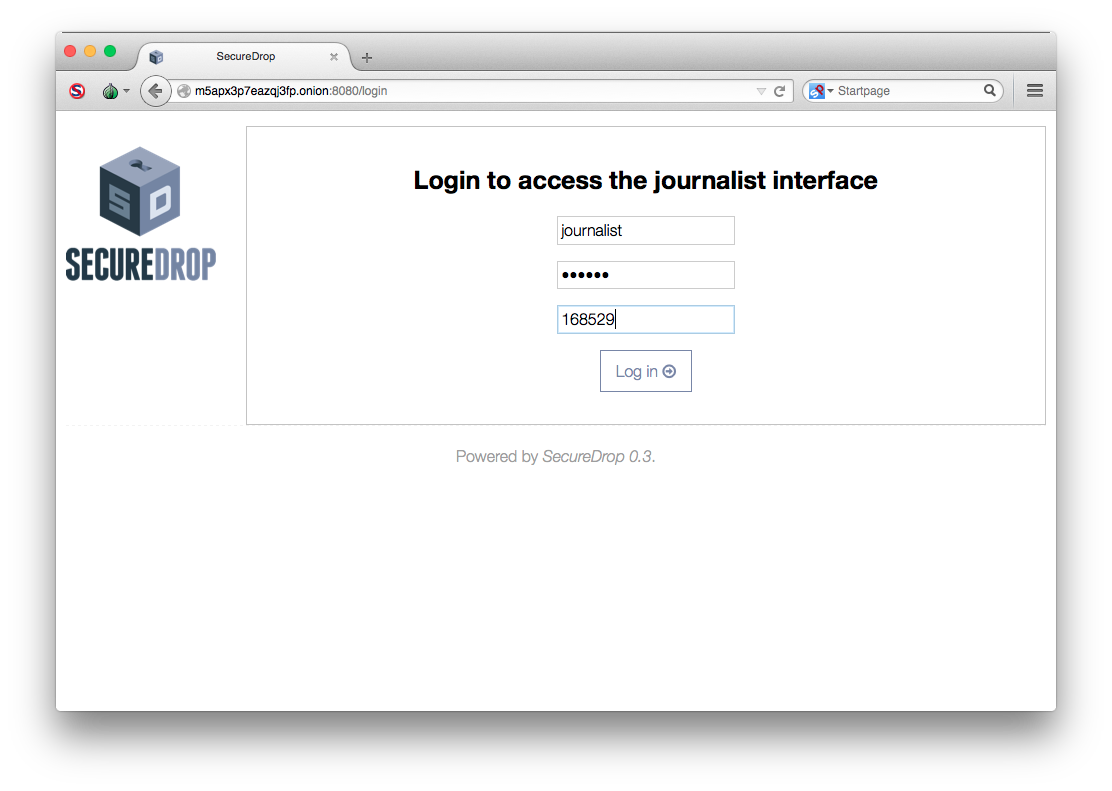 SecureDrop
m5apx3p7eazqj3fp.onion:8080/login
Startpage
S D
SECUREDROP
Login to access the journalist interface
journalist
••••••
168529
Log in
Powered by SecureDrop 0.3.